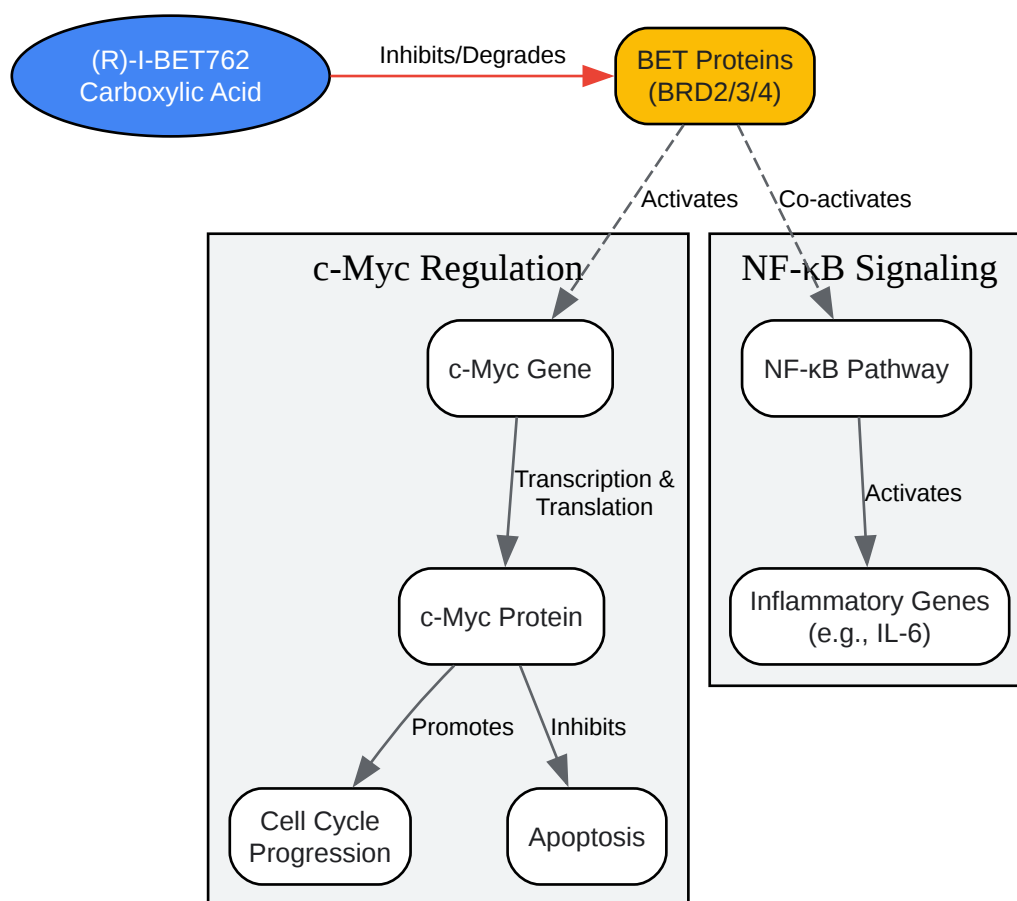 (R)-I-BET762
Carboxylic Acid
Inhibits/Degrades
BET Proteins
(BRD2/3/4)
Activates
Co-activates
c-Myc Regulation
NF-κB Signaling
c-Myc Gene
NF-κB Pathway
Transcription &
Translation
Activates
c-Myc Protein
Inflammatory Genes
(e.g., IL-6)
Promotes
Inhibits
Cell Cycle
Progression
Apoptosis